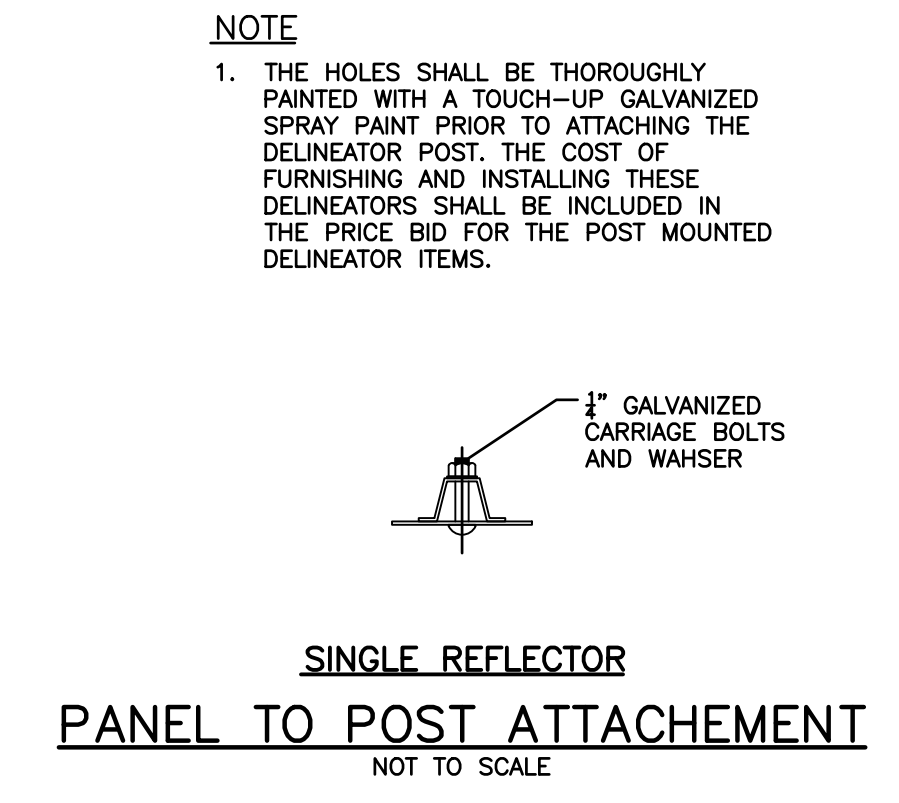 NOTE
1. THE HOLES SHALL BE THOROUGHLY
PAINTED WITH A TOUCH-UP GALVANIZED
SPRAY PAINT PRIOR TO ATTACHING THE
DELINEATOR POST. THE COST OF
FURNISHING AND INSTALLING THESE
DELINEATORS SHALL BE INCLUDED IN
THE PRICE BID FOR THE POST MOUNTED
DELINEATOR ITEMS.
1/4" GALVANIZED
CARRIAGE BOLTS
AND WAHSER
SINGLE REFLECTOR
PANEL TO POST ATTACHEMENT
NOT TO SCALE